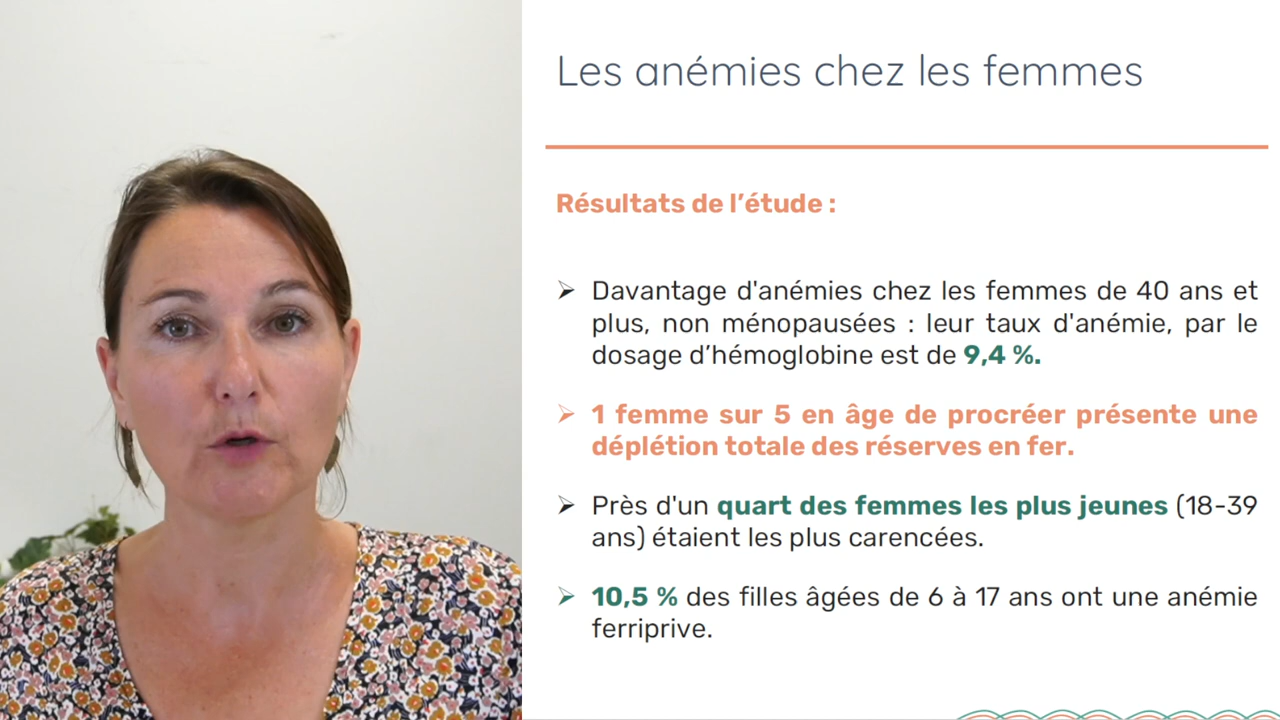 Les anémies chez les femmes
Résultats de l’étude :
➢ Davantage d'anémies chez les femmes de 40 ans et
plus, non ménopausées : leur taux d'anémie, par le
dosage d’hémoglobine est de 9,4 %.
➢ 1 femme sur 5 en âge de procréer présente une
déplétion totale des réserves en fer.
➢ Près d'un quart des femmes les plus jeunes (18-39
ans) étaient les plus carencées.
➢ 10,5 % des filles âgées de 6 à 17 ans ont une anémie
ferriprive.